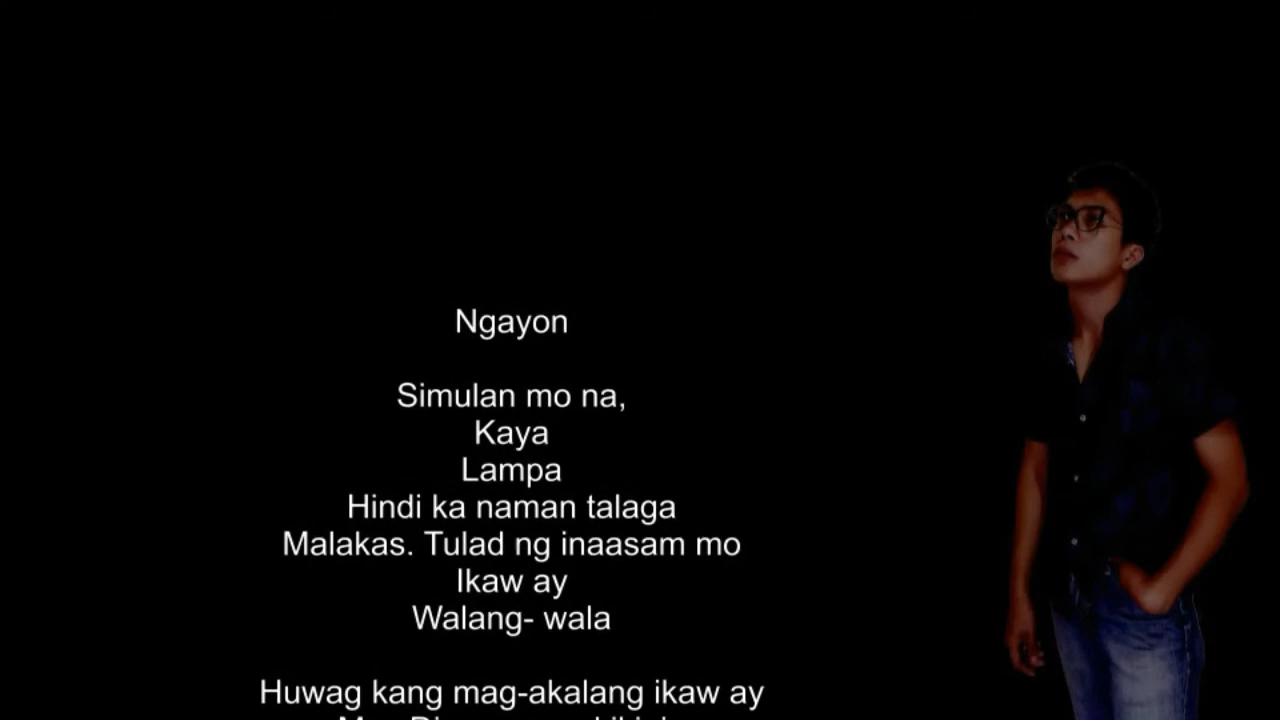 Ngayon
Simulan mo na,
Kaya
Lampa
Hindi ka naman talaga
Malakas. Tulad ng inaasam mo
Ikaw ay
Walang- wala
Huwag kang mag-akalang ikaw ay